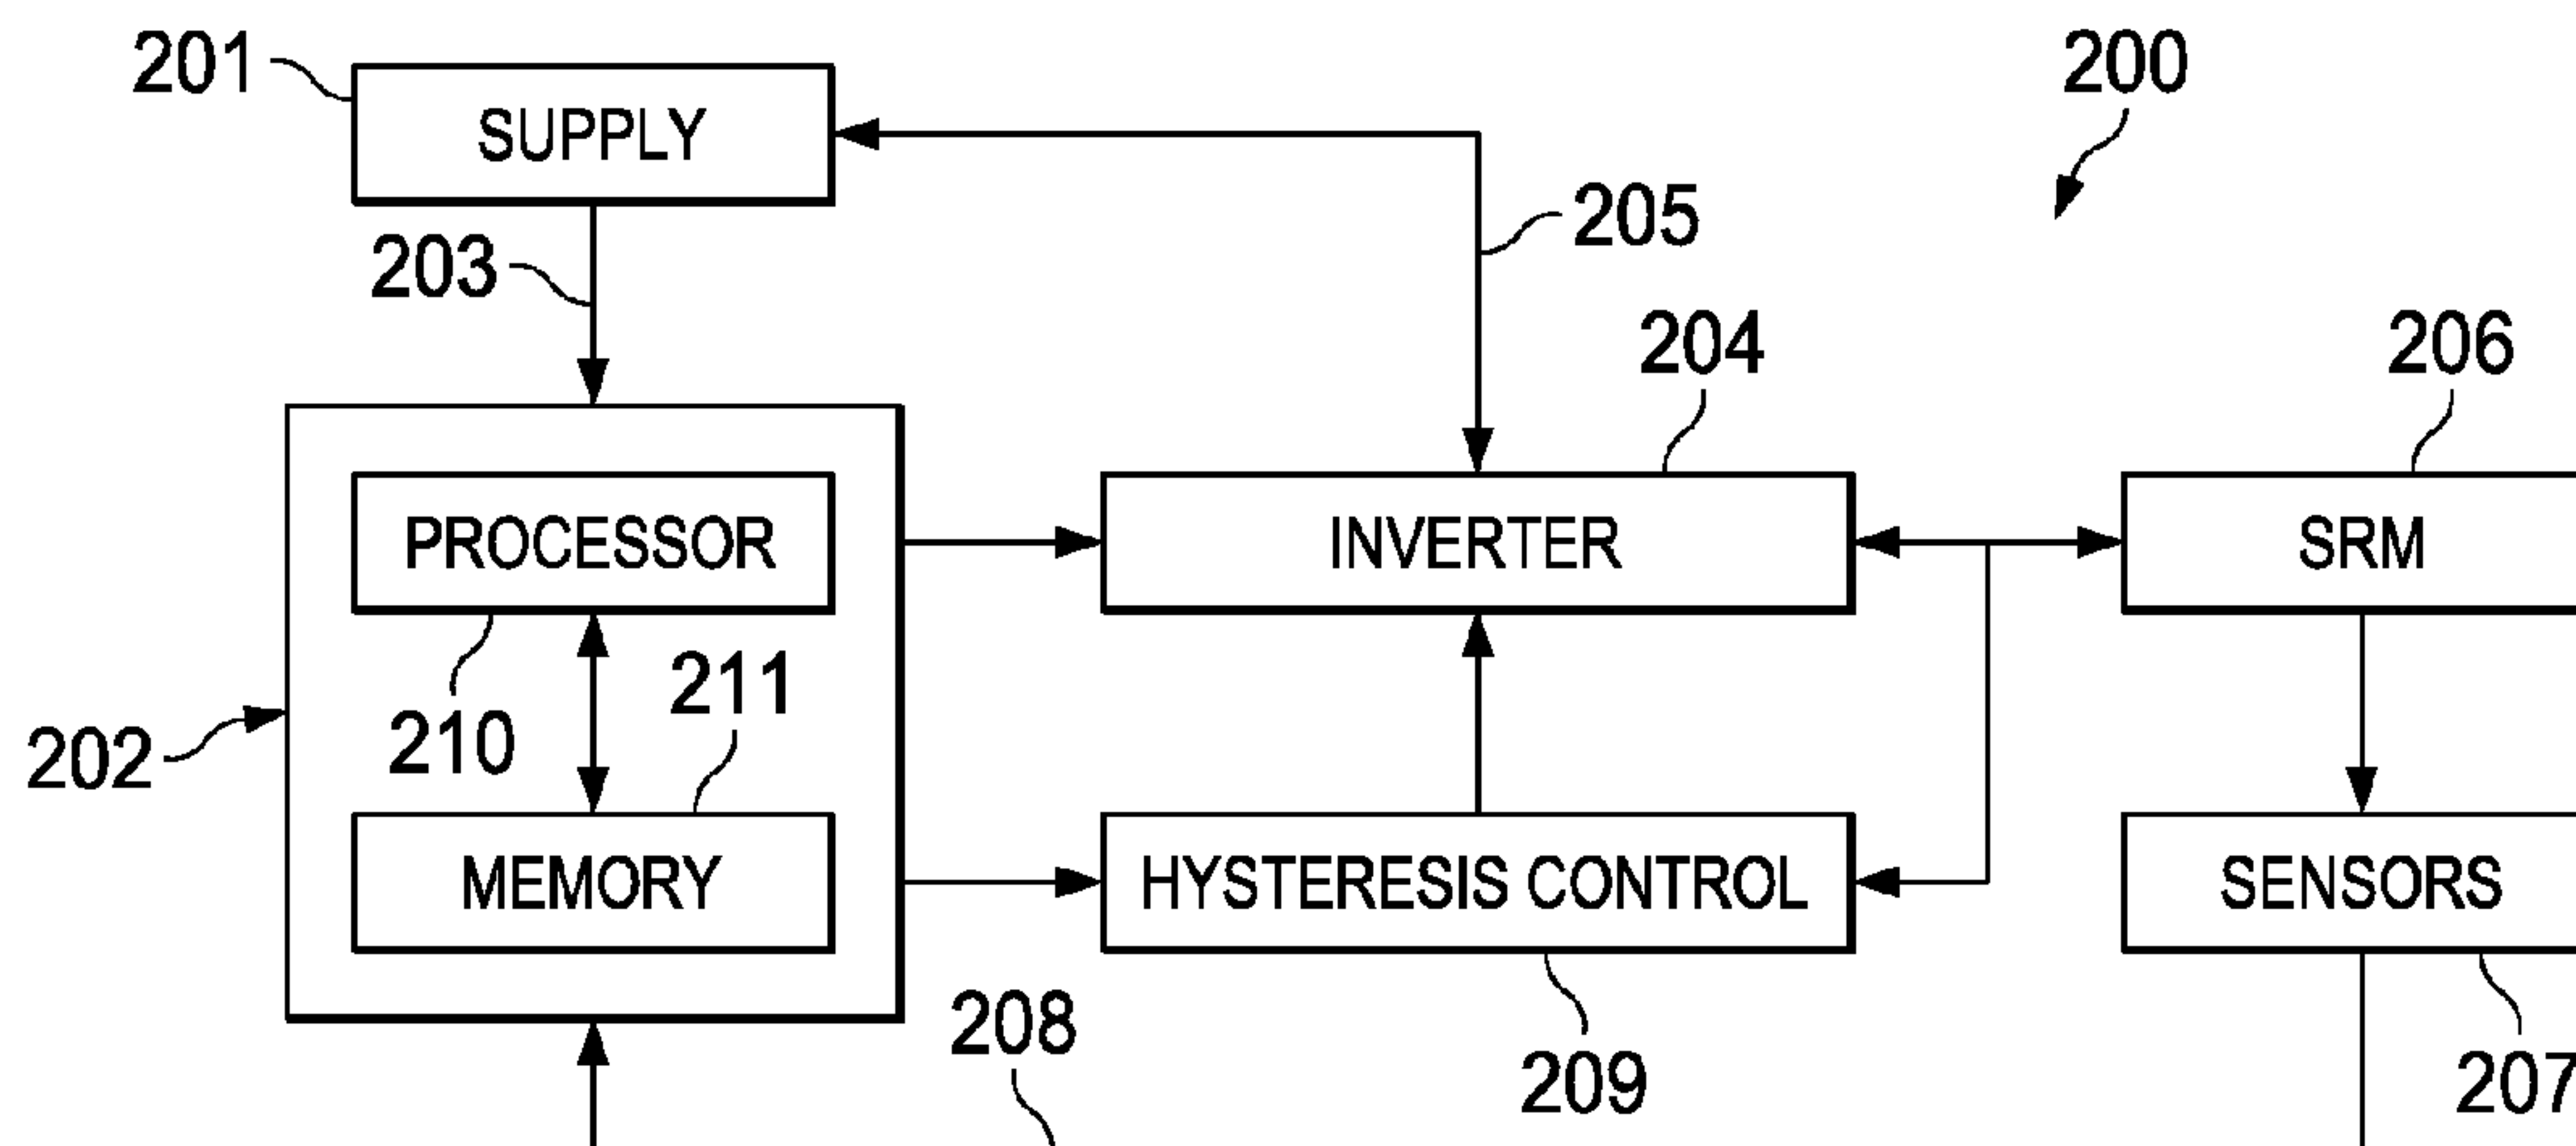 201
SUPPLY
200
203
205
204
206
PROCESSOR
INVERTER
SRM
210
211
202
MEMORY
HYSTERESIS CONTROL
SENSORS
208
209
207